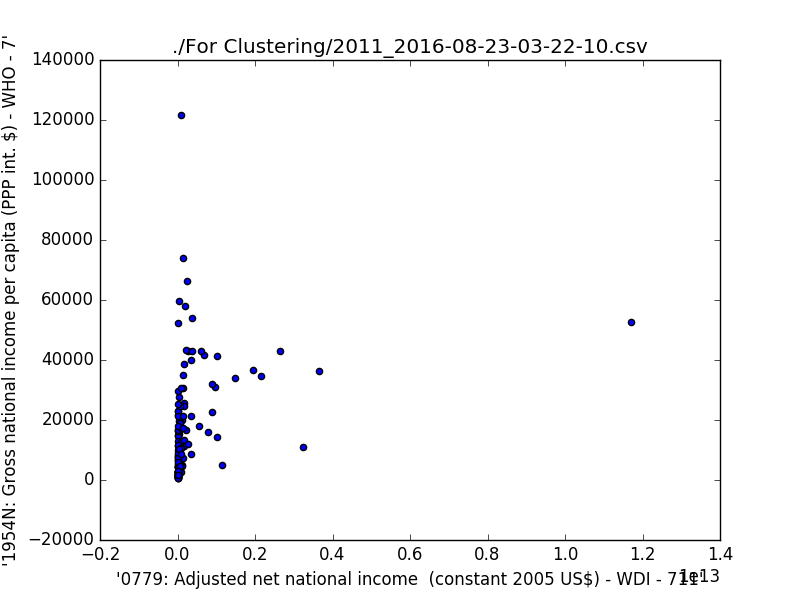 ./For Clustering/2011_2016-08-23-03-22-10.csv
'1954N: Gross national income per capita (PPP int. $) - WHO - 7'
140000
120000
100000
80000
60000
40000
20000
0
−20000
−0.2 0.0 0.2 0.4 0.6 0.8 1.0 1.2 1.4
1e13
'0779: Adjusted net national income (constant 2005 US$) - WDI - 711'